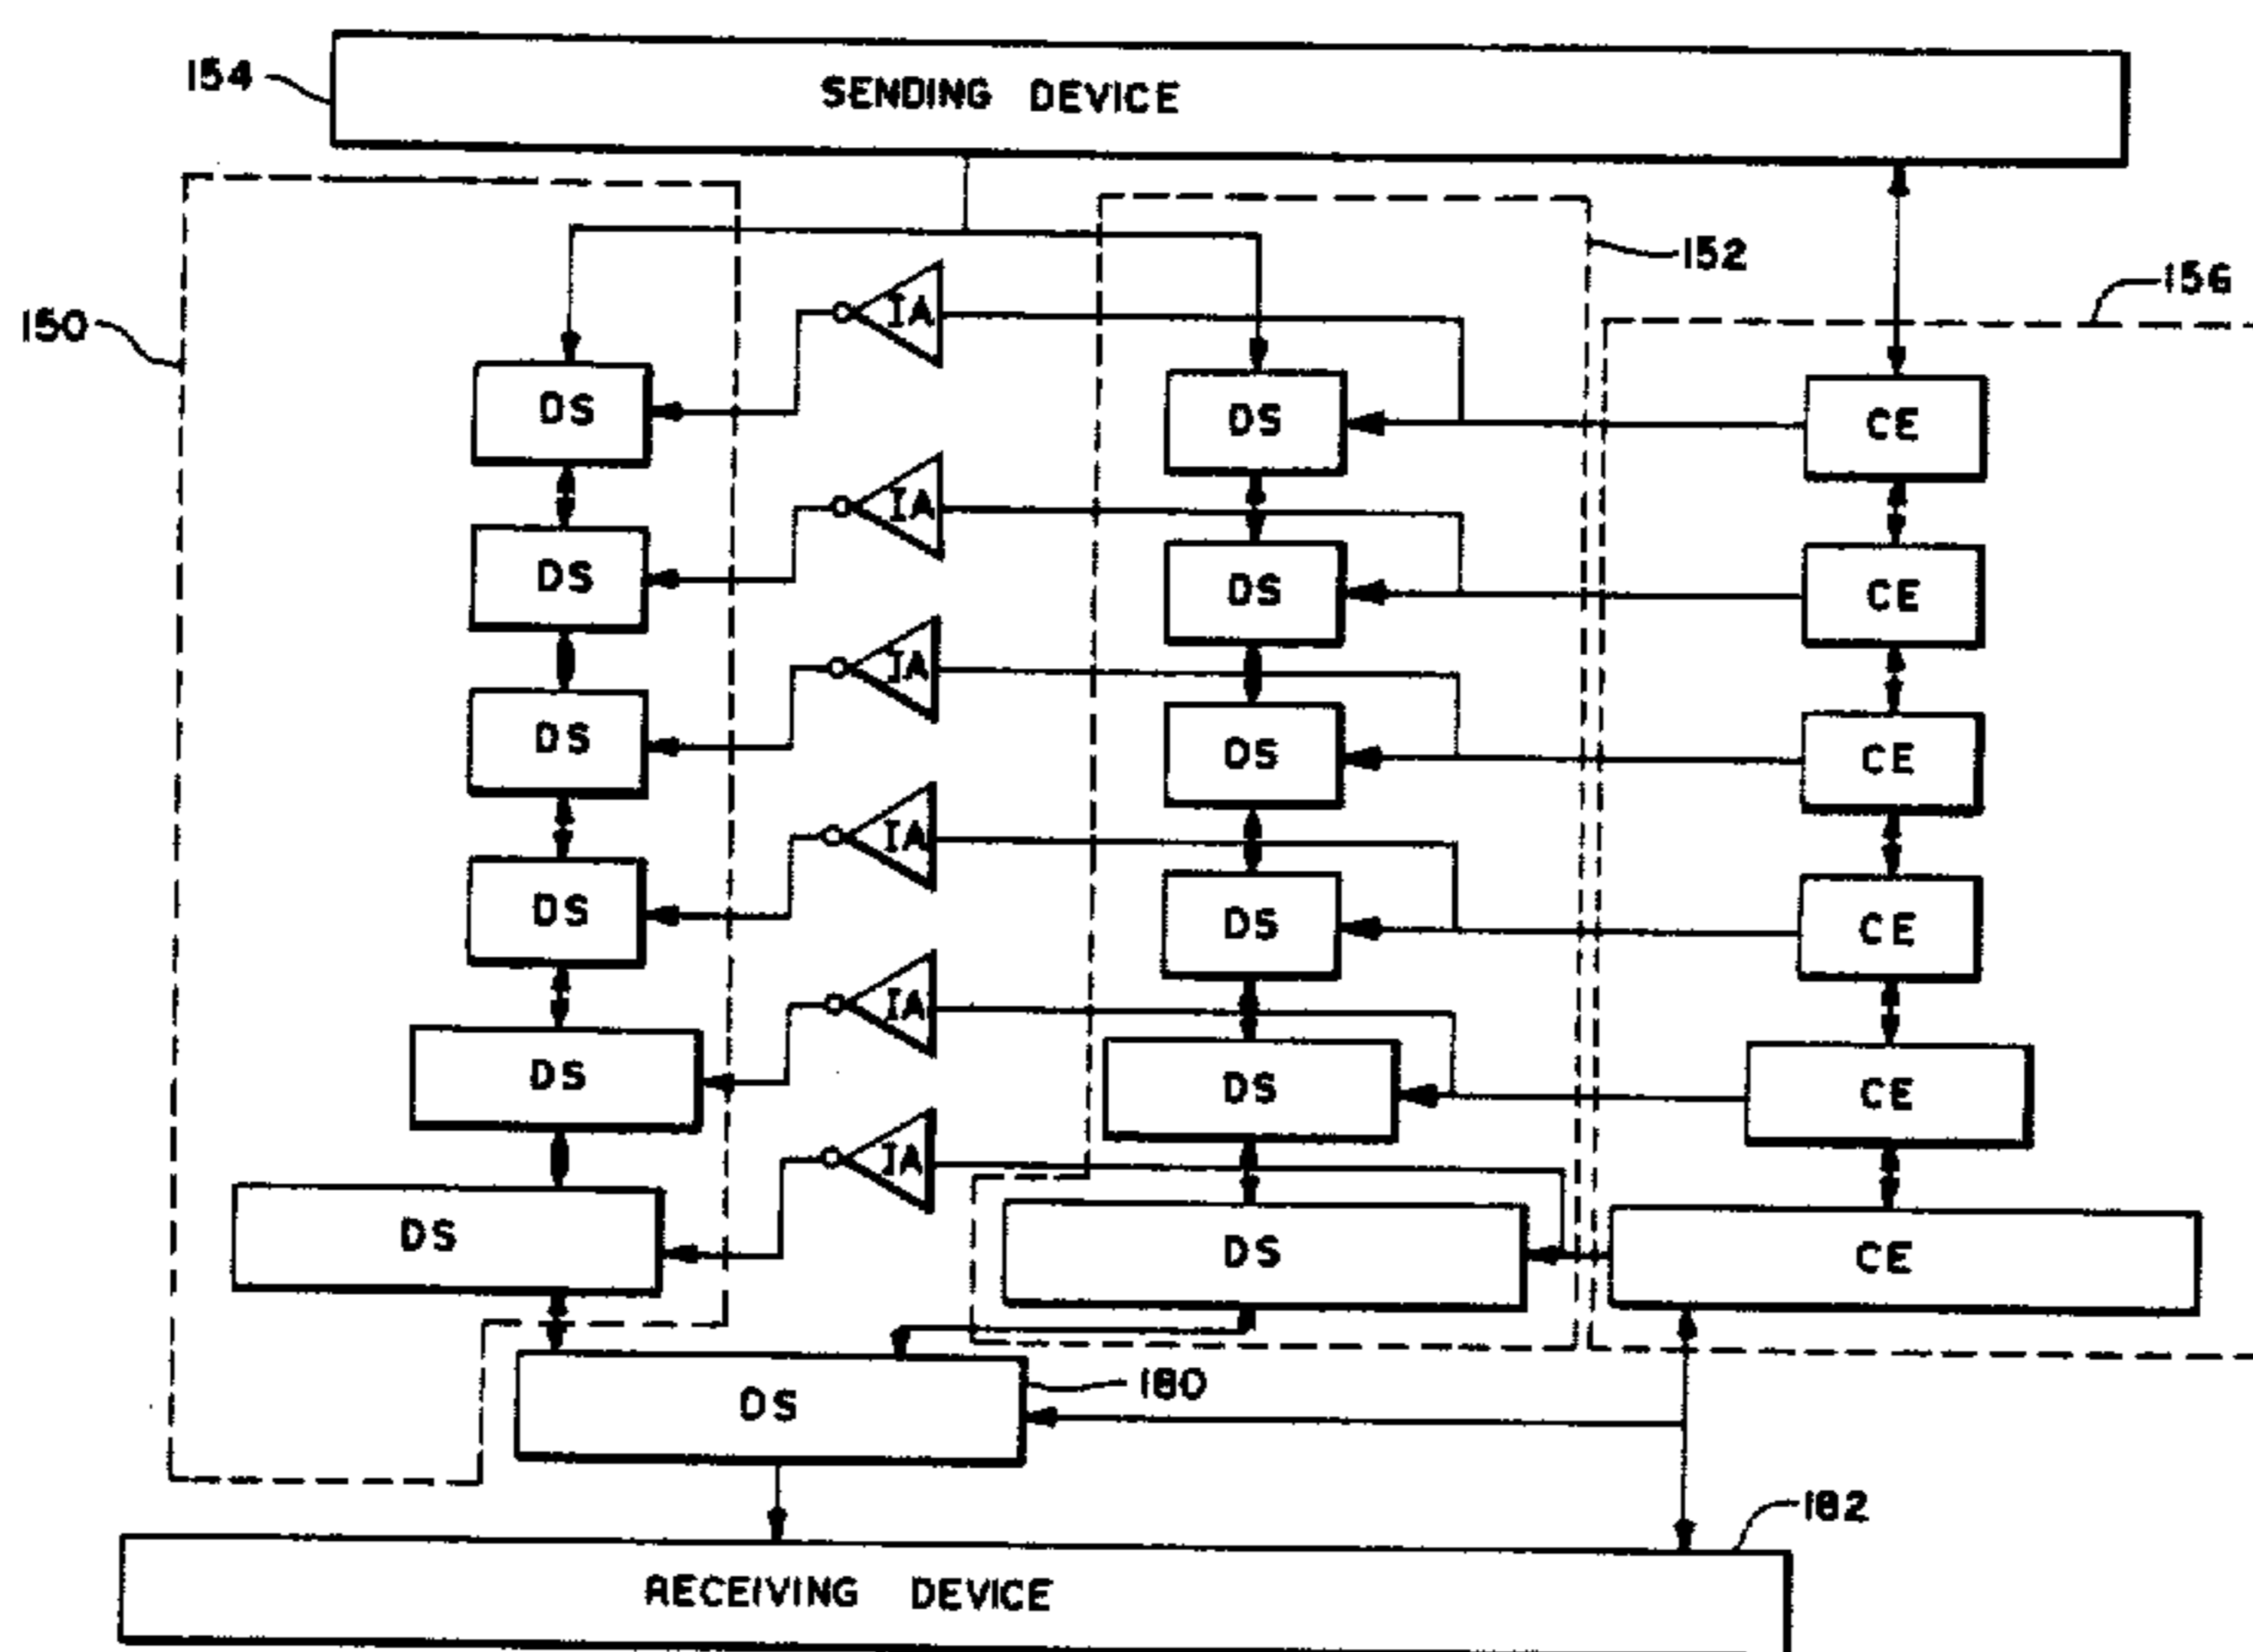 154
SENDING DEVICE
152
156
150
IA
DS
DS
CE
IA
DS
DS
CE
IA
DS
DS
CE
IA
DS
DS
CE
IA
DS
DS
CE
IA
DS
DS
CE
180
DS
182
RECEIVING DEVICE